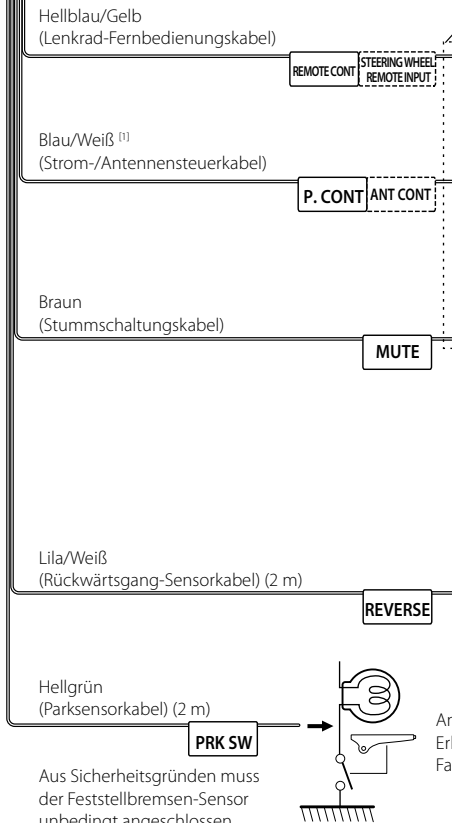 Hellblau/Gelb
(Lenkrad-Fernbedienungskabel)
REMOTE CONT
STEERING WHEEL
REMOTE INPUT
Blau/Weiß [1]
(Strom-/Antennensteuerkabel)
P. CONT
ANT CONT
Braun
(Stummschaltungskabel)
MUTE
Lila/Weiß
(Rückwärtsgang-Sensorkabel) (2 m)
REVERSE
Hellgrün
(Parksensorkabel) (2 m)
PRK SW
Aus Sicherheitsgründen muss
der Feststellbremsen-Sensor
unbedingt angeschlossen